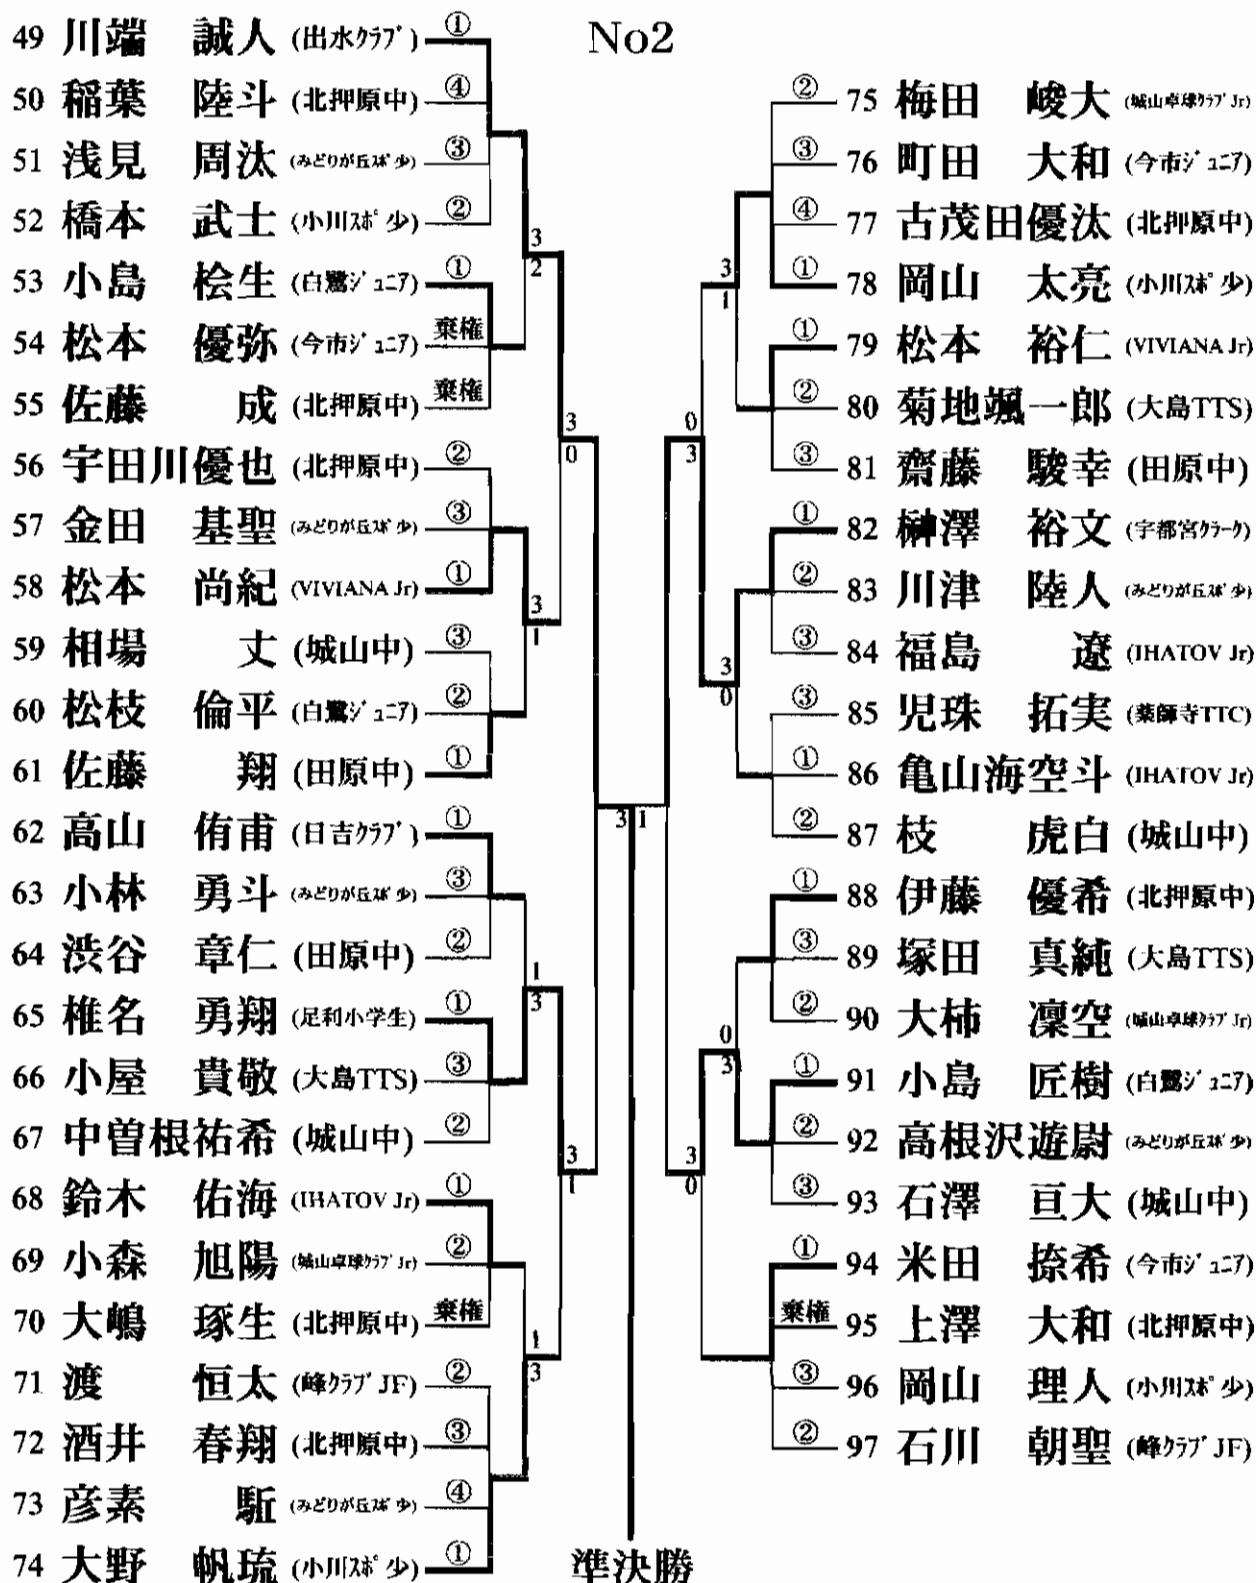 No2
49 川端 誠人 (出水クラブ) ①
50 稲葉 陸斗 (北押原中) ④
51 浅見 周汰 (みどりが丘スポ少) ③
52 橋本 武士 (小川スポ少) ②
53 小島 桧生 (白鷺ジュニア) ①
54 松本 優弥 (今市ジュニア) 棄権
55 佐藤 成 (北押原中) 棄権
56 宇田川優也 (北押原中) ②
57 金田 基聖 (みどりが丘スポ少) ③
58 松本 尚紀 (VIVIANA Jr) ①
59 相場 丈 (城山中) ③
60 松枝 倫平 (白鷺ジュニア) ②
61 佐藤 翔 (田原中) ①
62 高山 侑甫 (日吉クラブ) ①
63 小林 勇斗 (みどりが丘スポ少) ③
64 渋谷 章仁 (田原中) ②
65 椎名 勇翔 (足利小学生) ①
66 小屋 貴敬 (大島TTS) ③
67 中曽根祐希 (城山中) ②
68 鈴木 佑海 (IHATOV Jr) ①
69 小森 旭陽 (城山卓球クラブJr) ②
70 大嶋 琢生 (北押原中) 棄権
71 渡 恒太 (峰クラブJF) ②
72 酒井 春翔 (北押原中) ③
73 彦素 駈 (みどりが丘スポ少) ④
74 大野 帆琉 (小川スポ少) ①
3
2
3
1
1
3
1
3
3
0
3
1
3 1
準決勝
0
3
3
0
3
1
3
0
0
3
② 75 梅田 峻大 (城山卓球クラブJr)
③ 76 町田 大和 (今市ジュニア)
④ 77 古茂田優汰 (北押原中)
① 78 岡山 太亮 (小川スポ少)
① 79 松本 裕仁 (VIVIANA Jr)
② 80 菊地颯一郎 (大島TTS)
③ 81 齋藤 駿幸 (田原中)
① 82 榊澤 裕文 (宇都宮クラーク)
② 83 川津 陸人 (みどりが丘スポ少)
③ 84 福島 遼 (IHATOV Jr)
③ 85 児珠 拓実 (薬師寺TTC)
① 86 亀山海空斗 (IHATOV Jr)
② 87 枝 虎白 (城山中)
① 88 伊藤 優希 (北押原中)
③ 89 塚田 真純 (大島TTS)
② 90 大柿 凜空 (城山卓球クラブJr)
① 91 小島 匠樹 (白鷺ジュニア)
② 92 高根沢遊尉 (みどりが丘スポ少)
③ 93 石澤 亘大 (城山中)
① 94 米田 捺希 (今市ジュニア)
棄権 95 上澤 大和 (北押原中)
③ 96 岡山 理人 (小川スポ少)
② 97 石川 朝聖 (峰クラブJF)